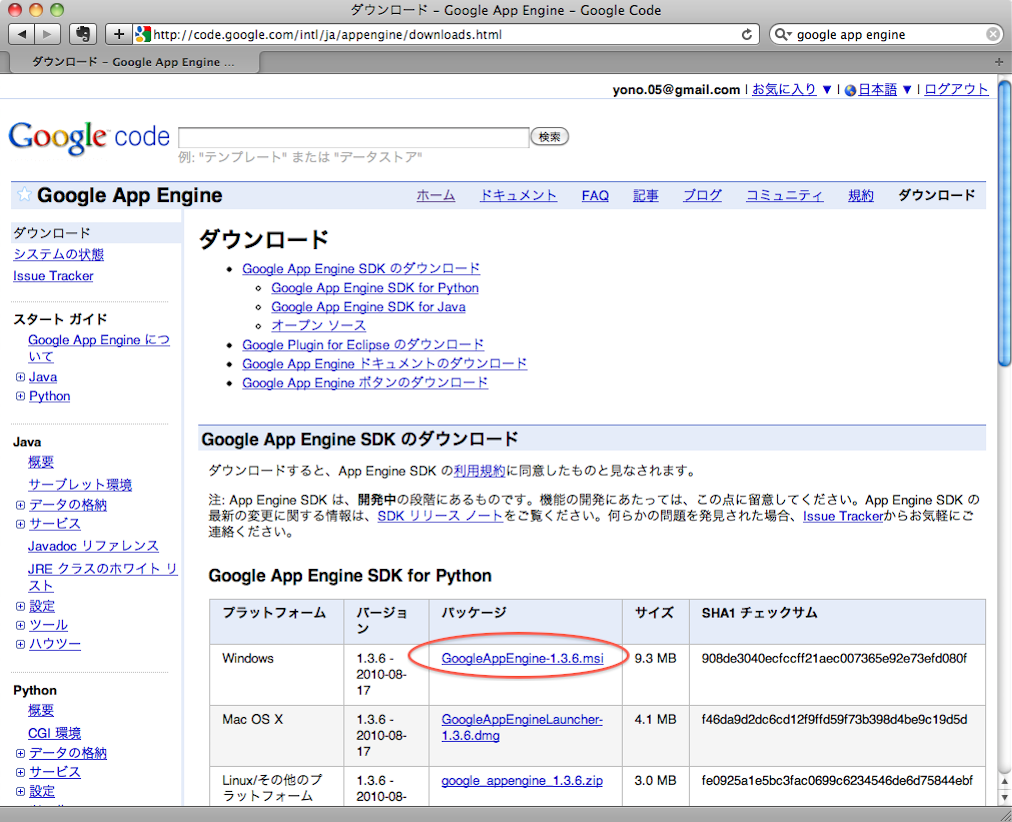 ダウンロード – Google App Engine – Google Code
http://code.google.com/intl/ja/appengine/downloads.html
google app engine
ダウンロード – Google App Engine ...
yono.05@gmail.com | お気に入り ▼ | 日本語 ▼ | ログアウト
Google code
検索
例: "テンプレート" または "データストア"
Google App Engine
ホーム ドキュメント FAQ 記事 ブログ コミュニティ 規約 ダウンロード
ダウンロード
システムの状態
Issue Tracker
スタート ガイド
Google App Engine につ
いて
Java
Python
Java
概要
サーブレット環境
データの格納
サービス
Javadoc リファレンス
JRE クラスのホワイト リ
スト
設定
ツール
ハウツー
Python
概要
CGI 環境
データの格納
サービス
設定
ダウンロード
Google App Engine SDK のダウンロード
Google App Engine SDK for Python
Google App Engine SDK for Java
オープン ソース
Google Plugin for Eclipse のダウンロード
Google App Engine ドキュメントのダウンロード
Google App Engine ボタンのダウンロード
Google App Engine SDK のダウンロード
ダウンロードすると、App Engine SDK の利用規約に同意したものと見なされます。
注: App Engine SDK は、開発中の段階にあるものです。機能の開発にあたっては、この点に留意してください。App Engine SDK の
最新の変更に関する情報は、SDK リリース ノートをご覧ください。何らかの問題を発見された場合、Issue Trackerからお気軽にご
連絡ください。
Google App Engine SDK for Python
プラットフォーム バージョ パッケージ サイズ SHA1 チェックサム
ン
Windows 1.3.6 - GoogleAppEngine-1.3.6.msi 9.3 MB 908de3040ecfccff21aec007365e92e73efd080f
2010-08-
17
Mac OS X 1.3.6 - GoogleAppEngineLauncher- 4.1 MB f46da9d2dc6cd12f9ffd59f73b398d4be9c19d5d
2010-08- 1.3.6.dmg
17
Linux/その他のプ 1.3.6 - google_appengine_1.3.6.zip 3.0 MB fe0925a1e5bc3fac0699c6234546de6d75844ebf
ラットフォーム 2010-08-